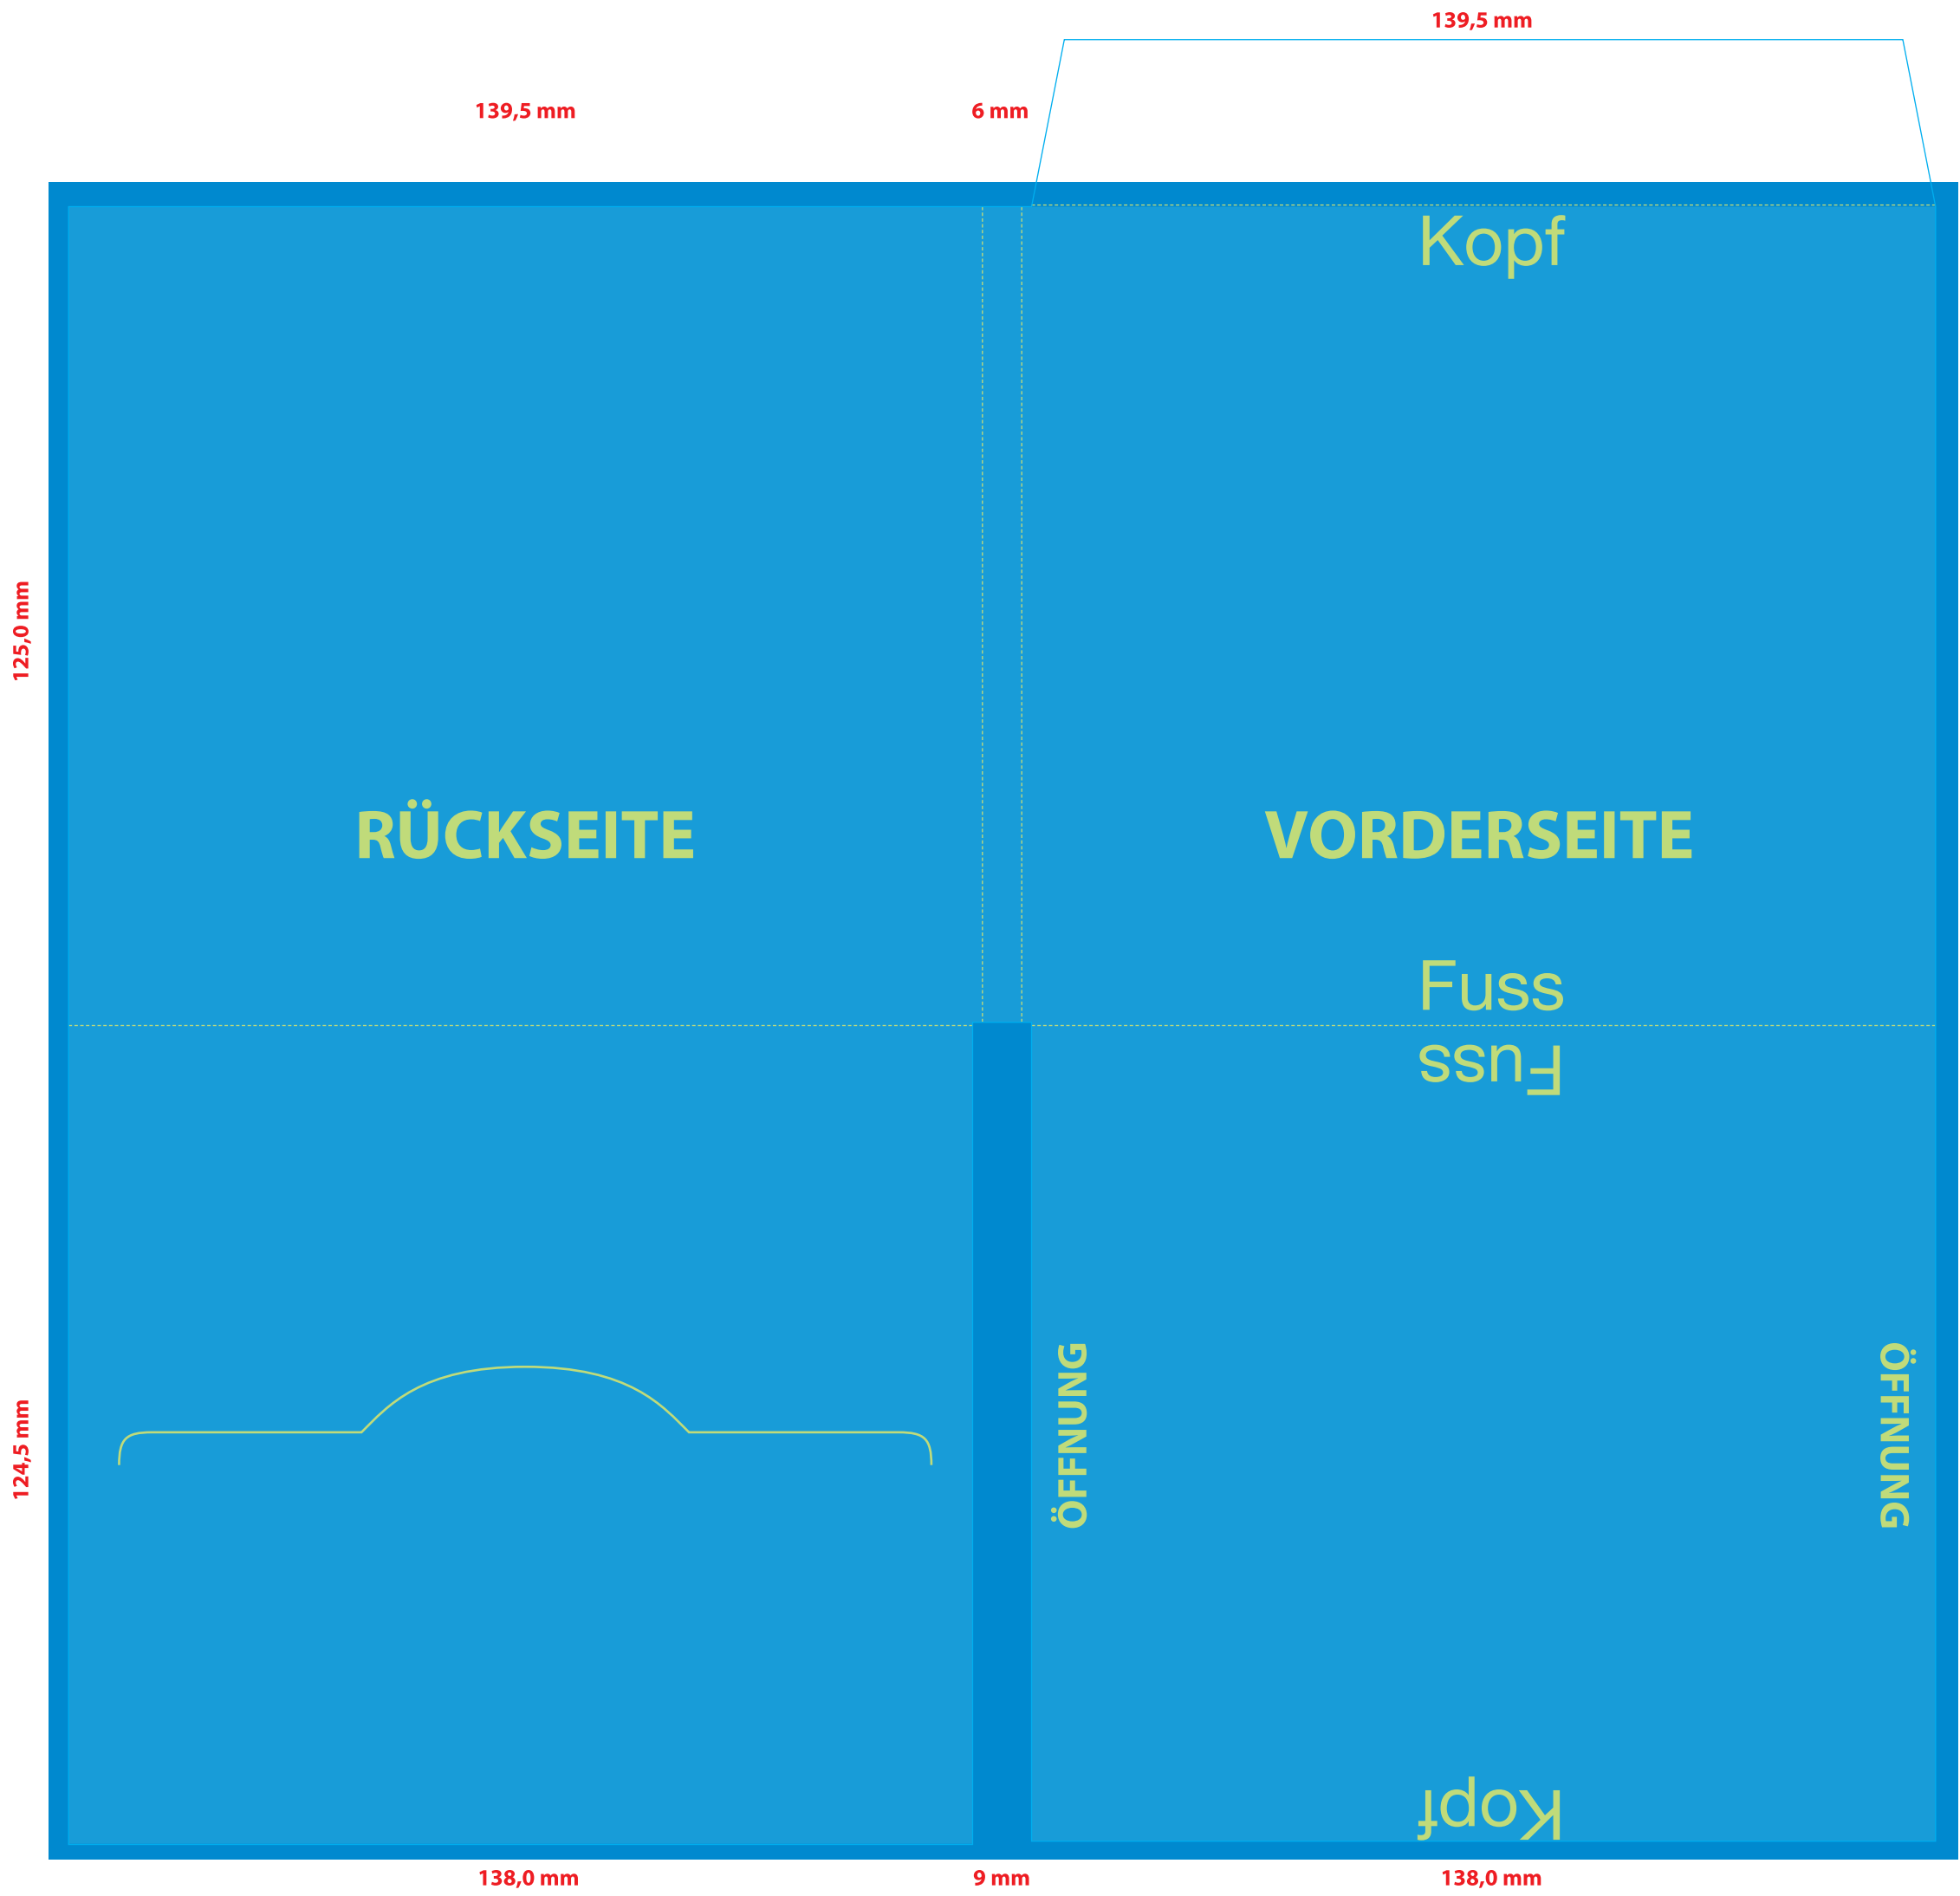 139,5 mm
139,5 mm
6 mm
Kopf
125,0 mm
RÜCKSEITE
VORDERSEITE
Fuss
Fuss
ÖFFNUNG
ÖFFNUNG
124,5 mm
Kopf
138,0 mm
9 mm
138,0 mm